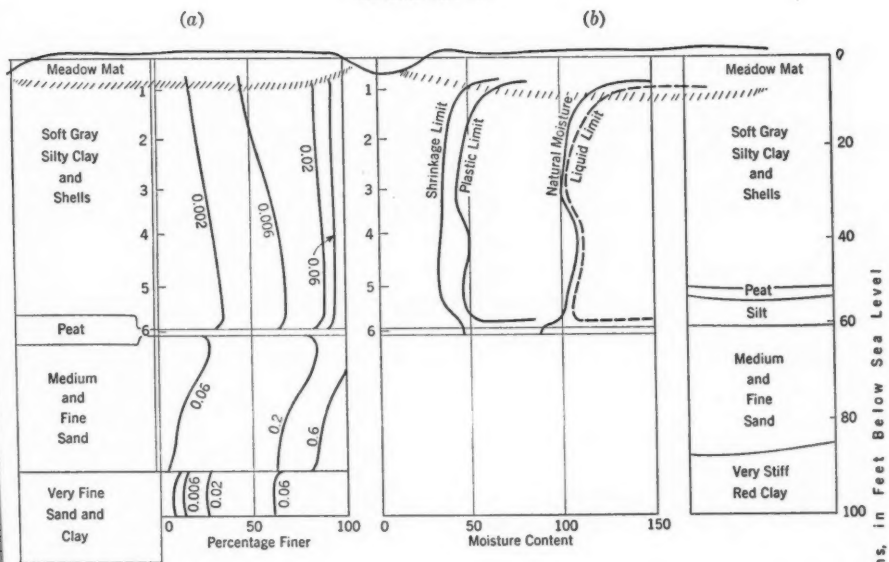 (a)
(b)
Meadow Mat
Soft Gray
Silty Clay
and
Shells
Peat
Medium
and
Fine
Sand
Very Fine
Sand and
Clay
1
2
3
4
5
6
0.002
0.006
0.02
0.06
0.06
0.2
0.6
0.006
0.02
0.06
0
50
100
Percentage Finer
1
2
3
4
5
6
Shrinkage Limit
Plastic Limit
Natural Moisture
Liquid Limit
0
50
100
150
Moisture Content
Meadow Mat
Soft Gray
Silty Clay
and
Shells
Peat
Silt
Medium
and
Fine
Sand
Very Stiff
Red Clay
0
20
40
60
80
100
ns, in Feet Below Sea Level